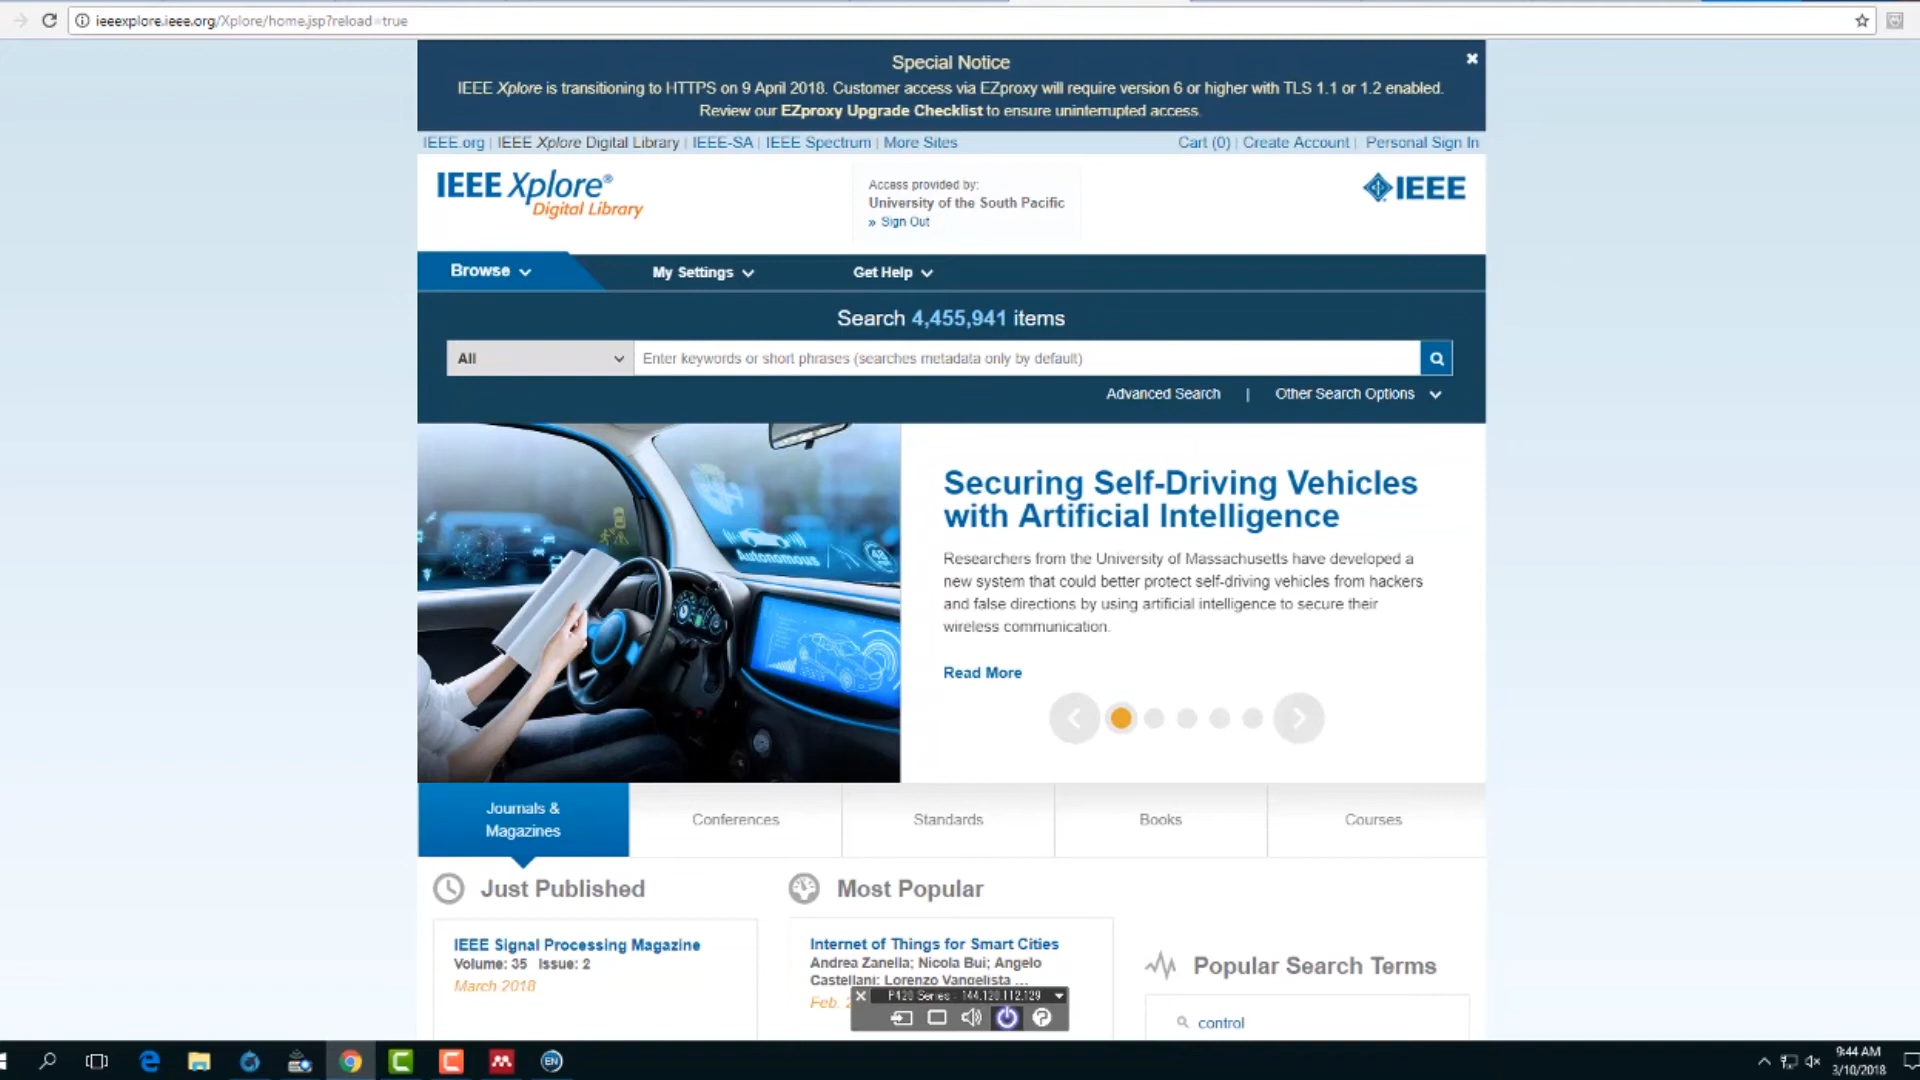 ieeexplore.ieee.org/Xplore/home.jsp?reload=true
Special Notice
IEEE Xplore is transitioning to HTTPS on 9 April 2018. Customer access via EZproxy will require version 6 or higher with TLS 1.1 or 1.2 enabled.
Review our EZproxy Upgrade Checklist to ensure uninterrupted access.
IEEE.org | IEEE Xplore Digital Library | IEEE-SA | IEEE Spectrum | More Sites
Cart (0) | Create Account | Personal Sign In
IEEE Xplore®
Digital Library
Access provided by:
University of the South Pacific
» Sign Out
IEEE
Browse
My Settings
Get Help
Search 4,455,941 items
All
Enter keywords or short phrases (searches metadata only by default)
Advanced Search | Other Search Options
Autonomous
48
Securing Self-Driving Vehicles
with Artificial Intelligence
Researchers from the University of Massachusetts have developed a
new system that could better protect self-driving vehicles from hackers
and false directions by using artificial intelligence to secure their
wireless communication.
Read More
Journals &
Magazines
Conferences
Standards
Books
Courses
Just Published
IEEE Signal Processing Magazine
Volume: 35 Issue: 2
March 2018
Most Popular
Internet of Things for Smart Cities
Andrea Zanella; Nicola Bui; Angelo
Castellani; Lorenzo Vangelista ...
Feb.
Popular Search Terms
control
P420 Series - 144.120.112.129
EN
9:44 AM
3/10/2018